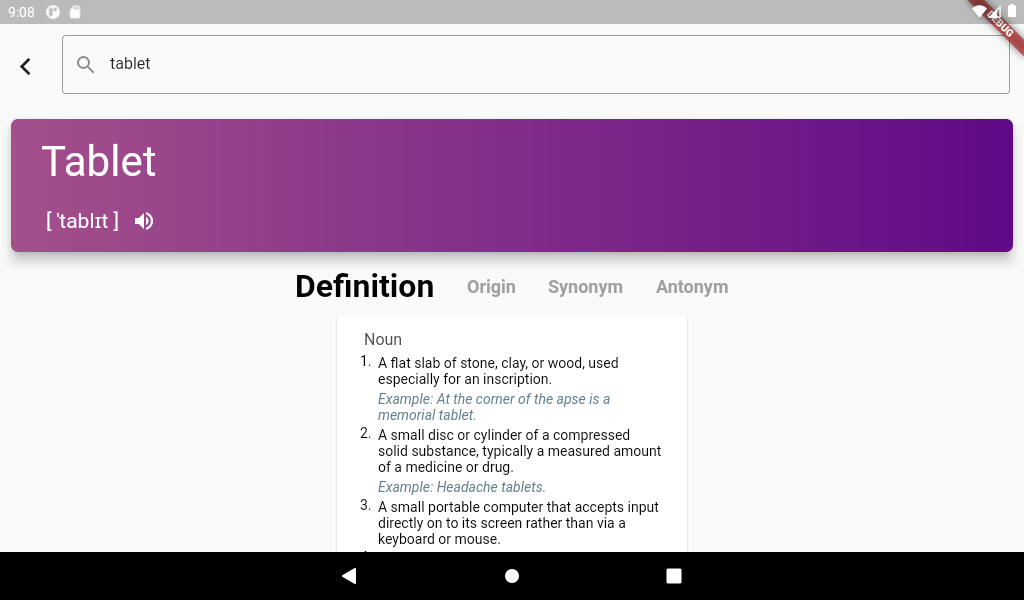 9:08
tablet
Tablet
[ ˈtablɪt ]
Definition Origin Synonym Antonym
Noun
1. A flat slab of stone, clay, or wood, used
especially for an inscription.
Example: At the corner of the apse is a
memorial tablet.
2. A small disc or cylinder of a compressed
solid substance, typically a measured amount
of a medicine or drug.
Example: Headache tablets.
3. A small portable computer that accepts input
directly on to its screen rather than via a
keyboard or mouse.